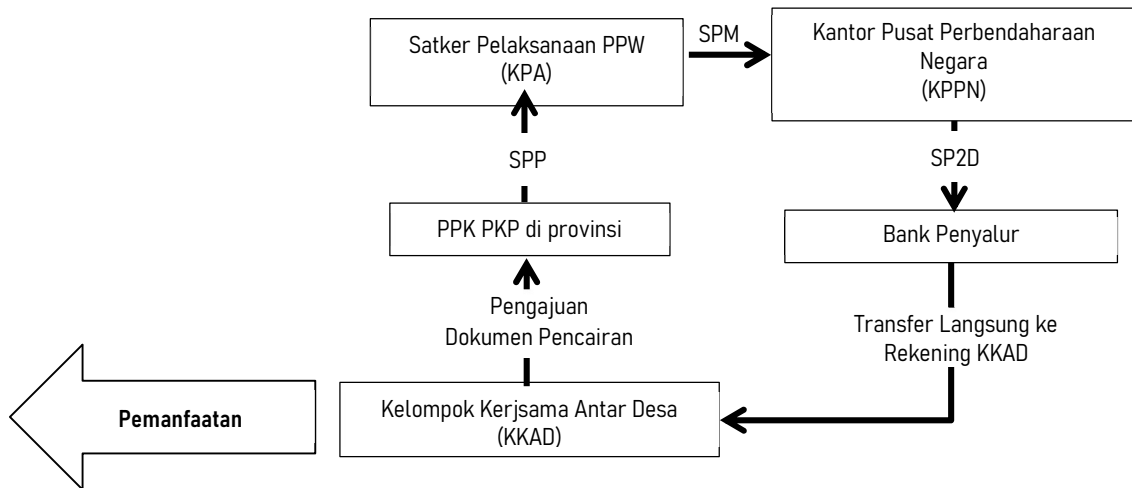 Satker Pelaksanaan PPW
(KPA)
SPM
Kantor Pusat Perbendaharaan
Negara
(KPPN)
SPP
SP2D
PPK PKP di provinsi
Bank Penyalur
Pengajuan
Dokumen Pencairan
Transfer Langsung ke
Rekening KKAD
Pemanfaatan
Kelompok Kerjsama Antar Desa
(KKAD)